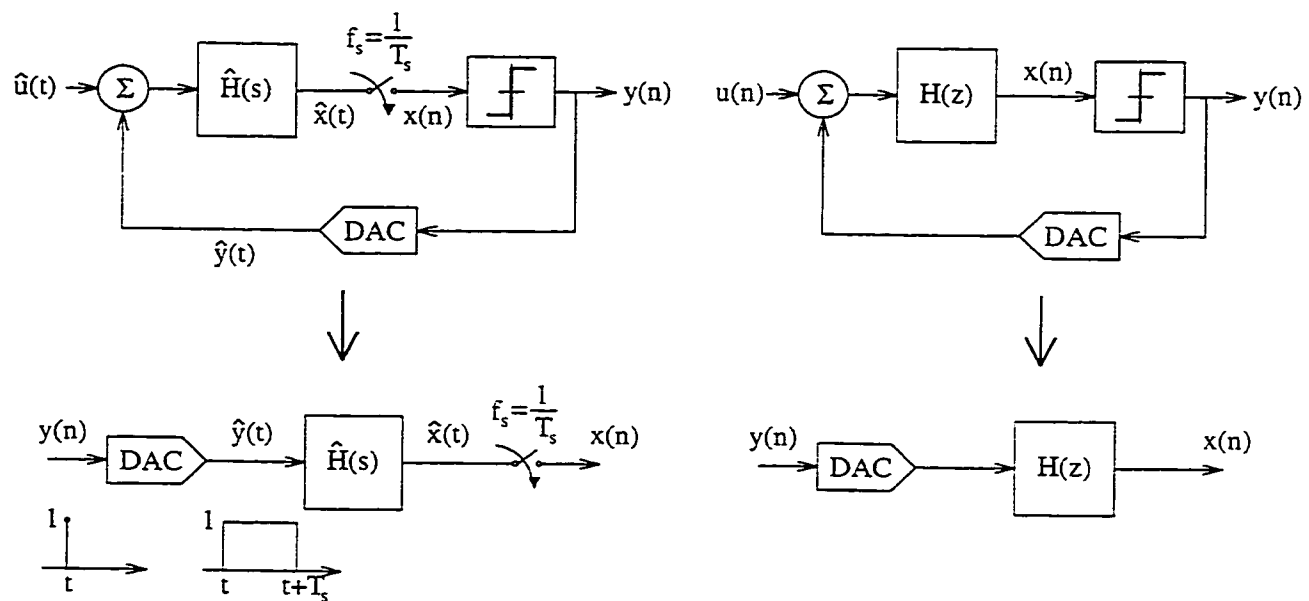 f_s = 1/T_s
û(t) Σ Ĥ(s) x̂(t) x(n) y(n)
DAC
ŷ(t)
u(n) Σ H(z) x(n) y(n)
DAC
y(n) DAC ŷ(t) Ĥ(s) x̂(t) f_s = 1/T_s x(n)
1
t
1
t t+T_s
y(n) DAC H(z) x(n)